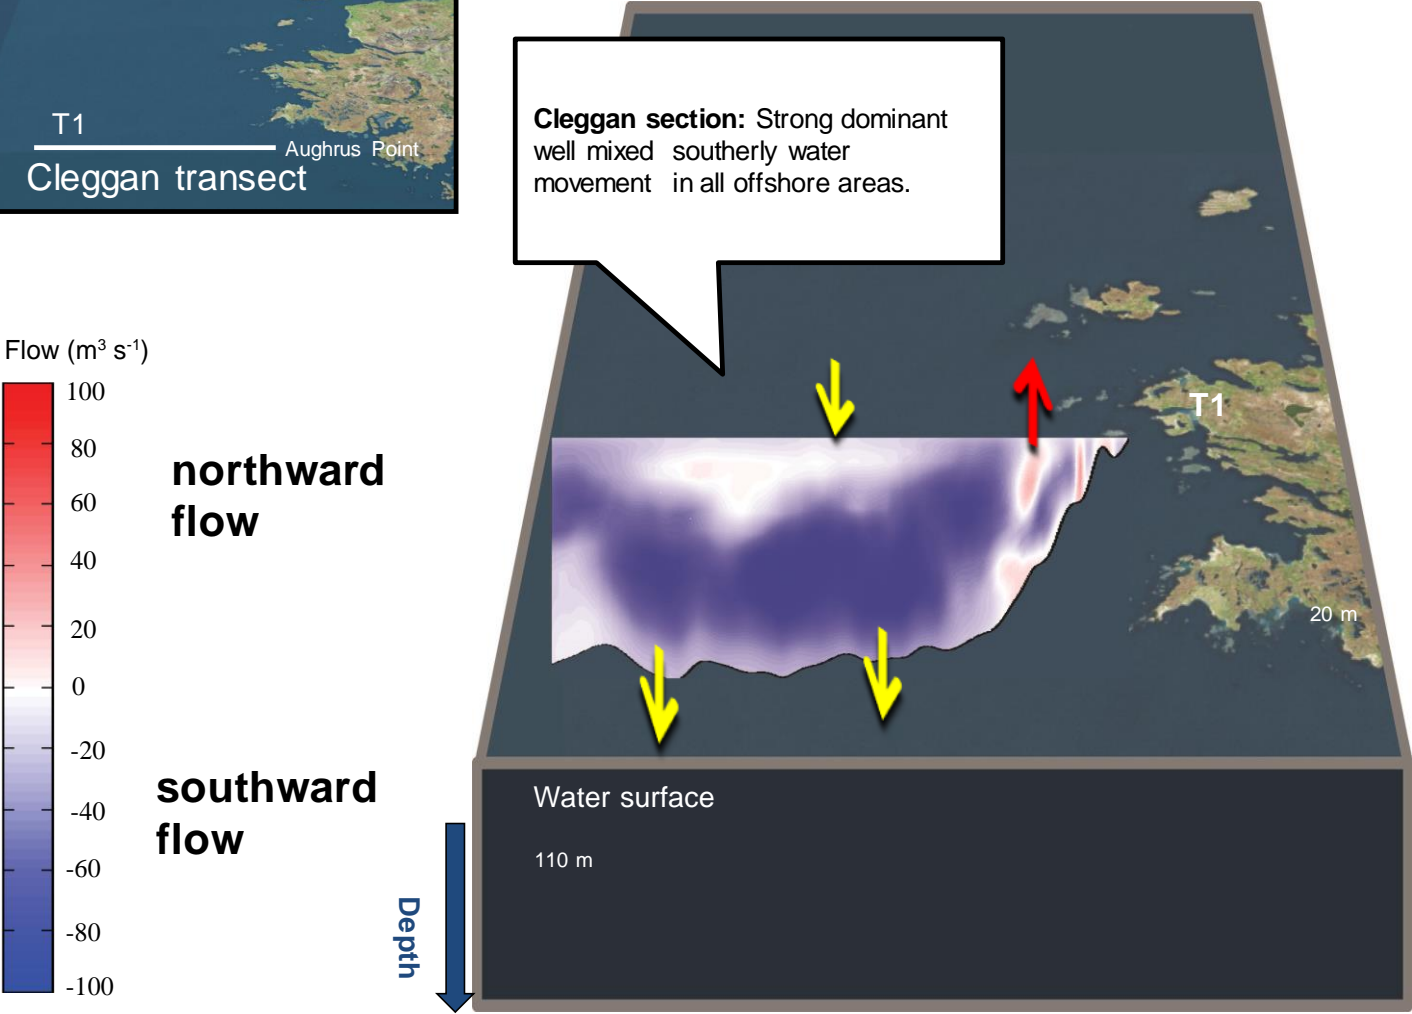 T1
Aughrus Point
Cleggan transect
Cleggan section: Strong dominant
well mixed southerly water
movement in all offshore areas.
Flow (m³ s⁻¹)
100
80
60
40
20
0
-20
-40
-60
-80
-100
northward
flow
southward
flow
T1
20 m
Water surface
110 m
Depth